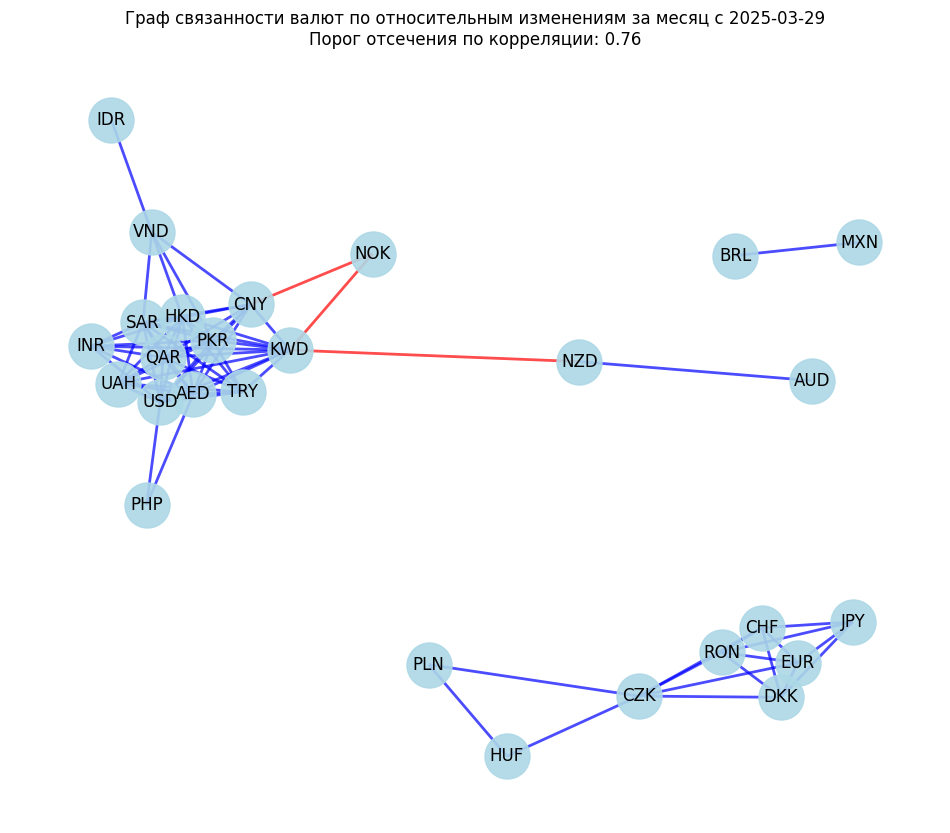 Граф связанности валют по относительным изменениям за месяц с 2025-03-29
Порог отсечения по корреляции: 0.76
IDR
VND
NOK
BRL
MXN
CNY
HKD
SAR
PKR
INR
QAR
KWD
NZD
AUD
UAH
USD
AED
TRY
PHP
JPY
CHF
RON
EUR
PLN
CZK
DKK
HUF